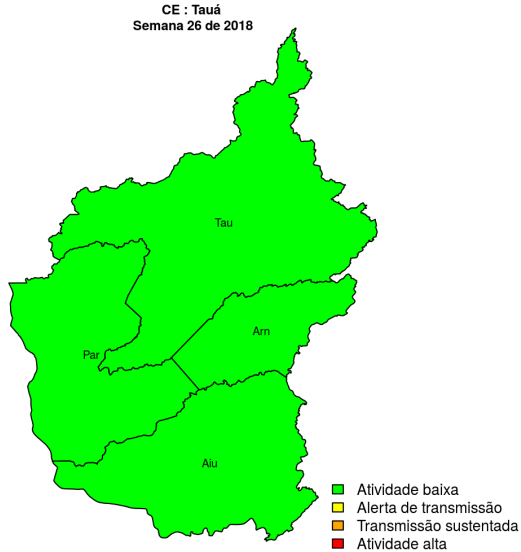 CE : Tauá
Semana 26 de 2018
Tau
Arn
Par
Aiu
Atividade baixa
Alerta de transmissão
Transmissão sustentada
Atividade alta